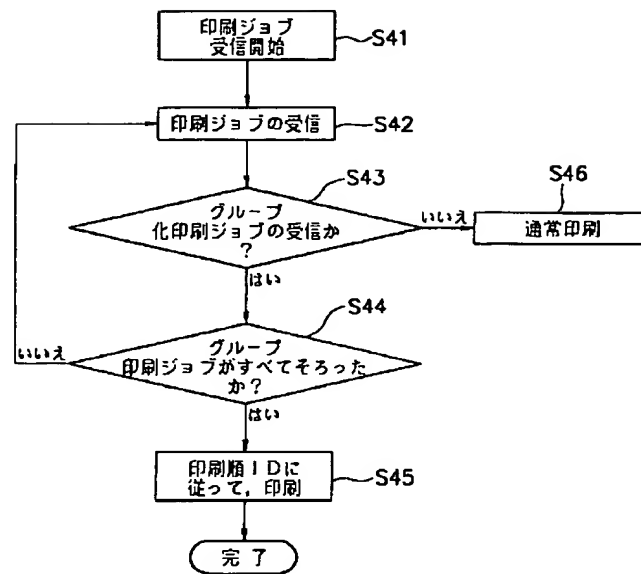 印刷ジョブ
受信開始
S41
印刷ジョブの受信
S42
S43
グループ
化印刷ジョブの受信か
?
いいえ
S46
通常印刷
はい
S44
グループ
印刷ジョブがすべてそろった
か?
いいえ
はい
印刷順IDに
従って,印刷
S45
完了